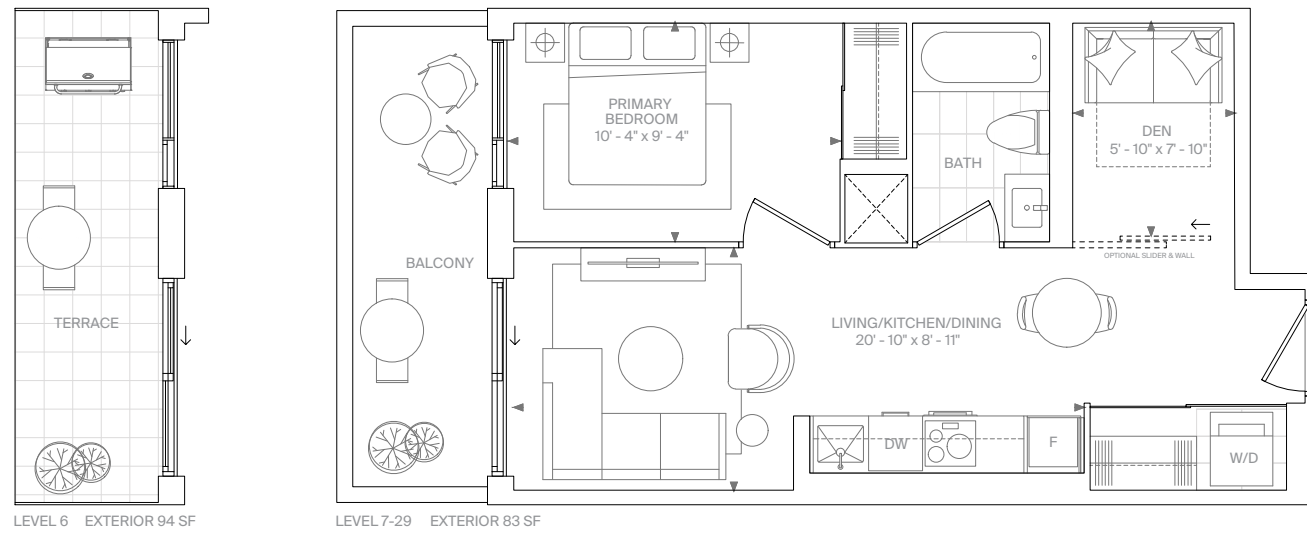 TERRACE
LEVEL 6 EXTERIOR 94 SF
BALCONY
LEVEL 7-29 EXTERIOR 83 SF
PRIMARY
BEDROOM
10' - 4" x 9' - 4"
BATH
DEN
5' - 10" x 7' - 10"
OPTIONAL SLIDER & WALL
LIVING/KITCHEN/DINING
20' - 10" x 8' - 11"
DW
F
W/D